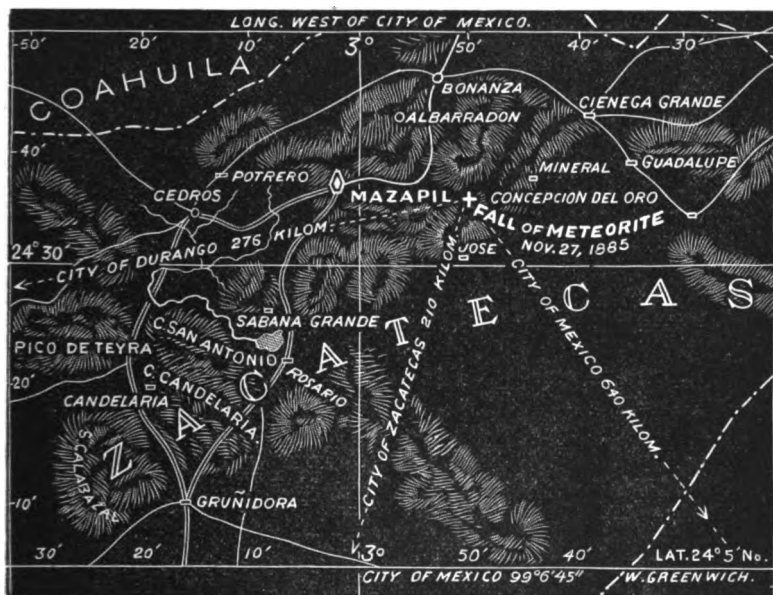 LONG. WEST OF CITY OF MEXICO.
50' 20' 10' 3° 50' 40' 30'
COAHUILA
BONANZA
OALBARRADON
CIENEGA GRANDE
40'
MINERAL
GUADALUPE
POTRERO
CEDROS
MAZAPIL
CONCEPCION DEL ORO
FALL OF METEORITE
NOV. 27, 1885
CITY OF DURANGO 276 KILOM.
JOSE
24°30'
CITY OF MEXICO 640 KILOM.
CITY OF ZACATECAS 210 KILOM.
ZACATECAS
SABANA GRANDE
C. SAN ANTONIO
PICO DE TEYRA
ROSARIO
20'
C. CANDELARIA
CANDELARIA
S. CALABAZAL
10'
GRUÑIDORA
30' 20' 10' 3° 50' 40' LAT. 24° 5' No.
CITY OF MEXICO 99° 6' 45" W. GREENWICH.